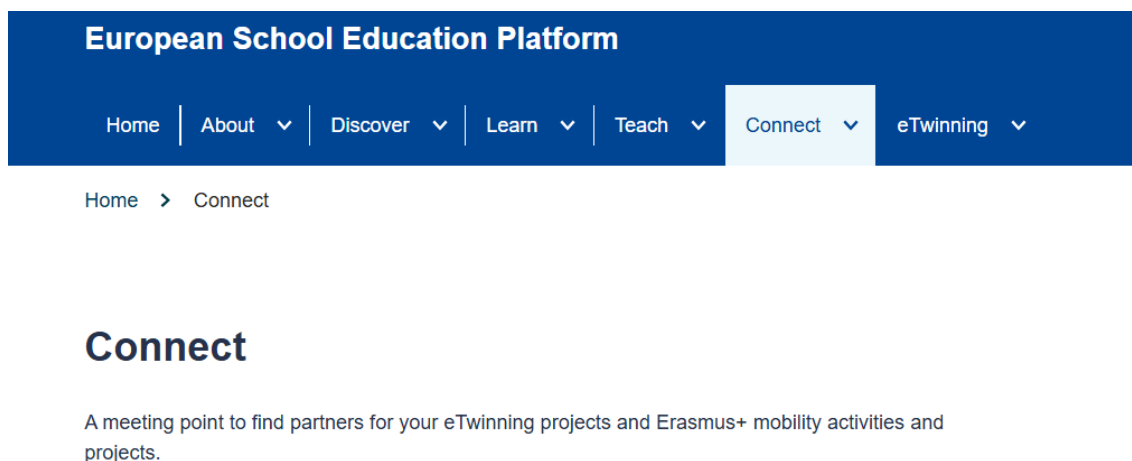 European School Education Platform
Home About Discover Learn Teach Connect eTwinning
Home > Connect
Connect
A meeting point to find partners for your eTwinning projects and Erasmus+ mobility activities and
projects.